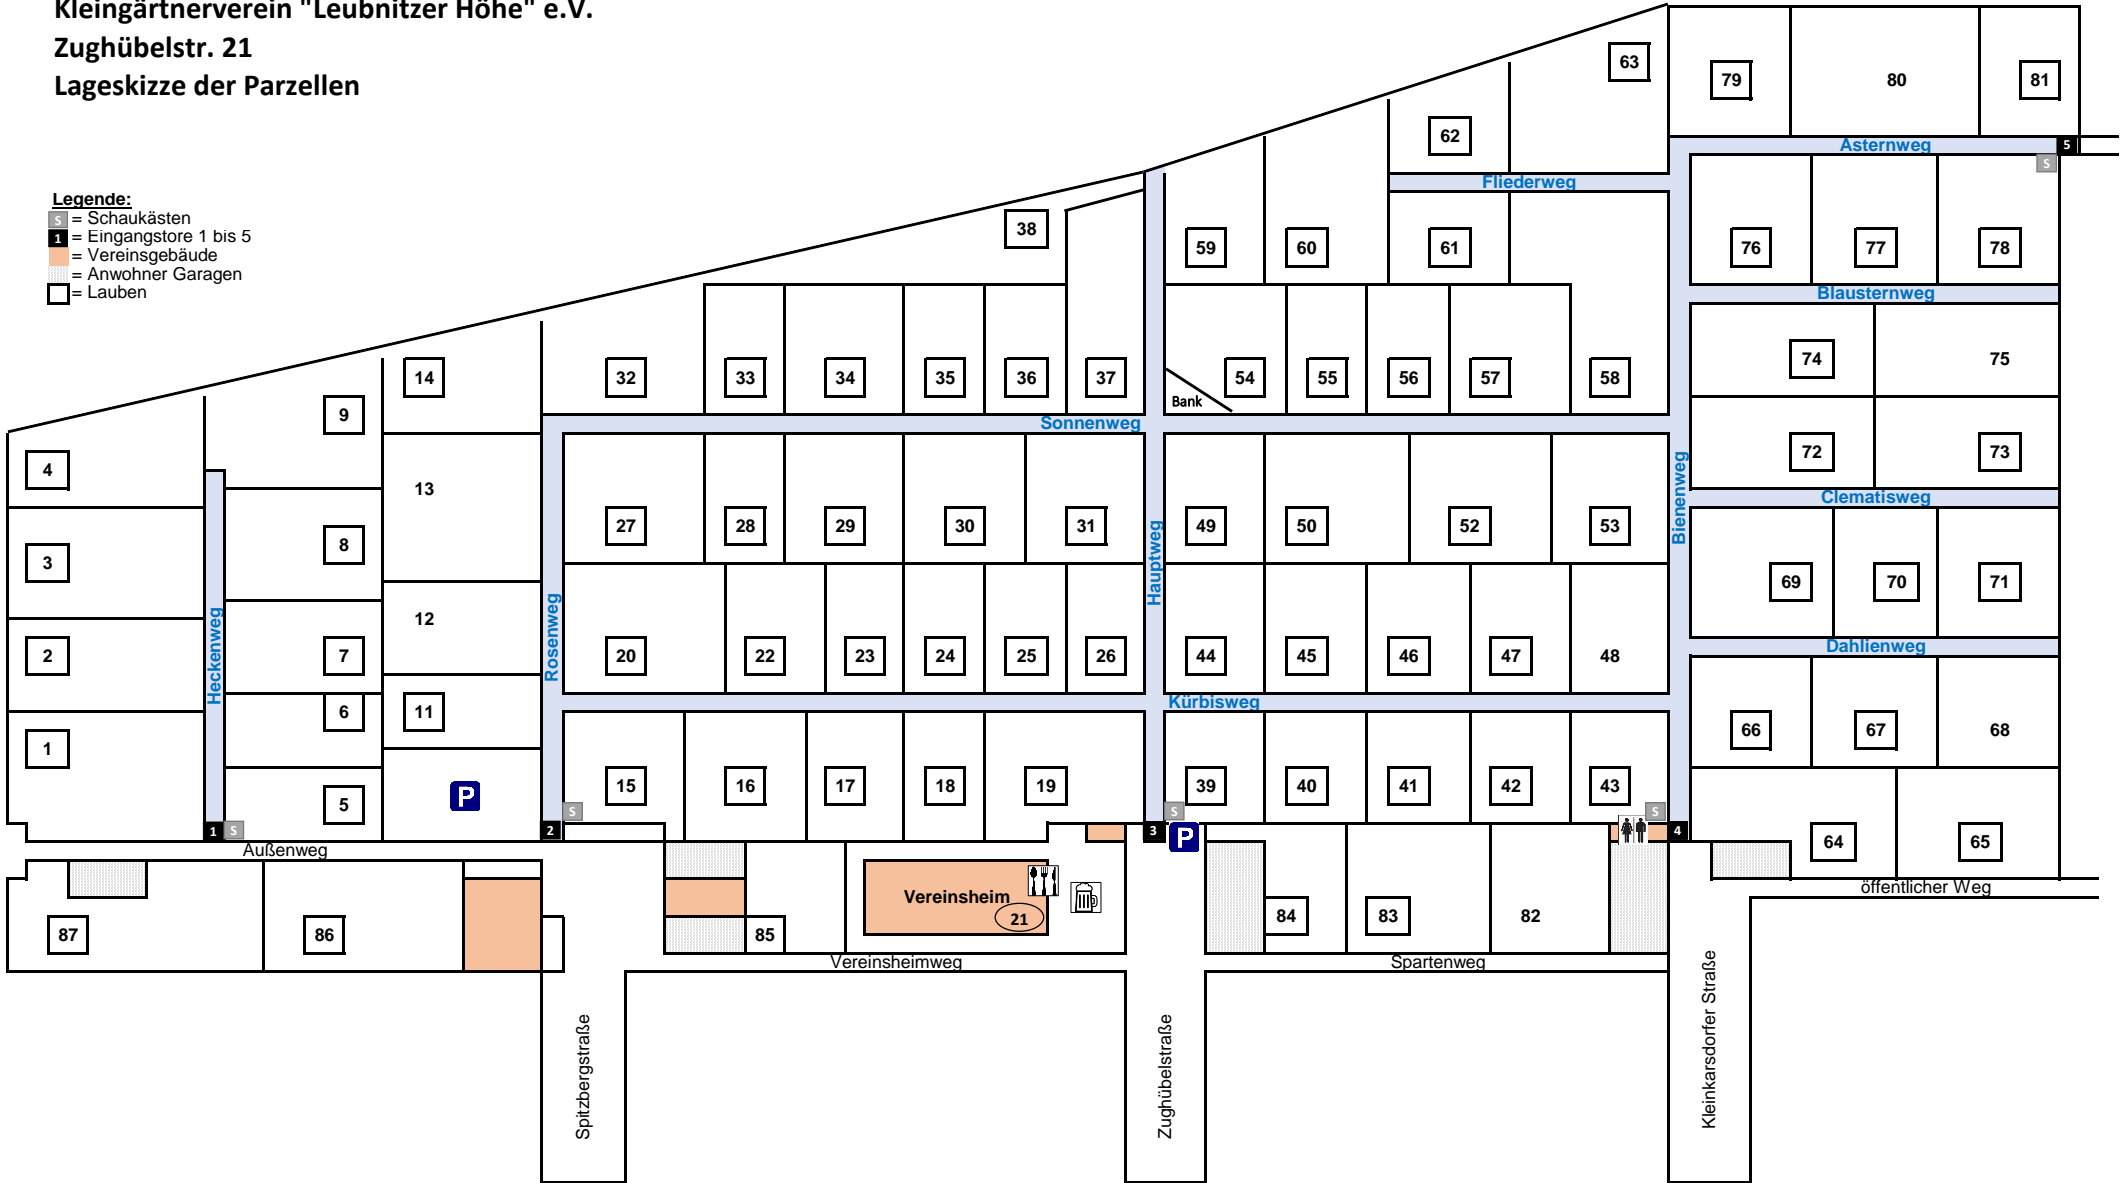 Kleingärtnerverein "Leubnitzer Höhe" e.V.
Zughübelstr. 21
Lageskizze der Parzellen
Legende:
S = Schaukästen
1 = Eingangstore 1 bis 5
= Vereinsgebäude
= Anwohner Garagen
= Lauben
63
79
80
81
62
Asternweg
5
S
Fliederweg
38
59
60
61
76
77
78
Blausternweg
14
32
33
34
35
36
37
54
55
56
57
58
74
75
Bank
9
Sonnenweg
4
13
72
73
Bienenweg
Clematisweg
27
28
29
30
31
Hauptweg
49
50
52
53
8
3
69
70
71
12
Heckenweg
Rosenweg
Dahlienweg
2
7
20
22
23
24
25
26
44
45
46
47
48
Kürbisweg
6
11
66
67
68
1
5
P
15
16
17
18
19
39
40
41
42
43
1
S
2
S
3
S
P
S
4
64
65
Außenweg
öffentlicher Weg
Vereinsheim
21
87
86
85
84
83
82
Vereinsheimweg
Spartenweg
Spitzbergstraße
Zughübelstraße
Kleinkarsdorfer Straße